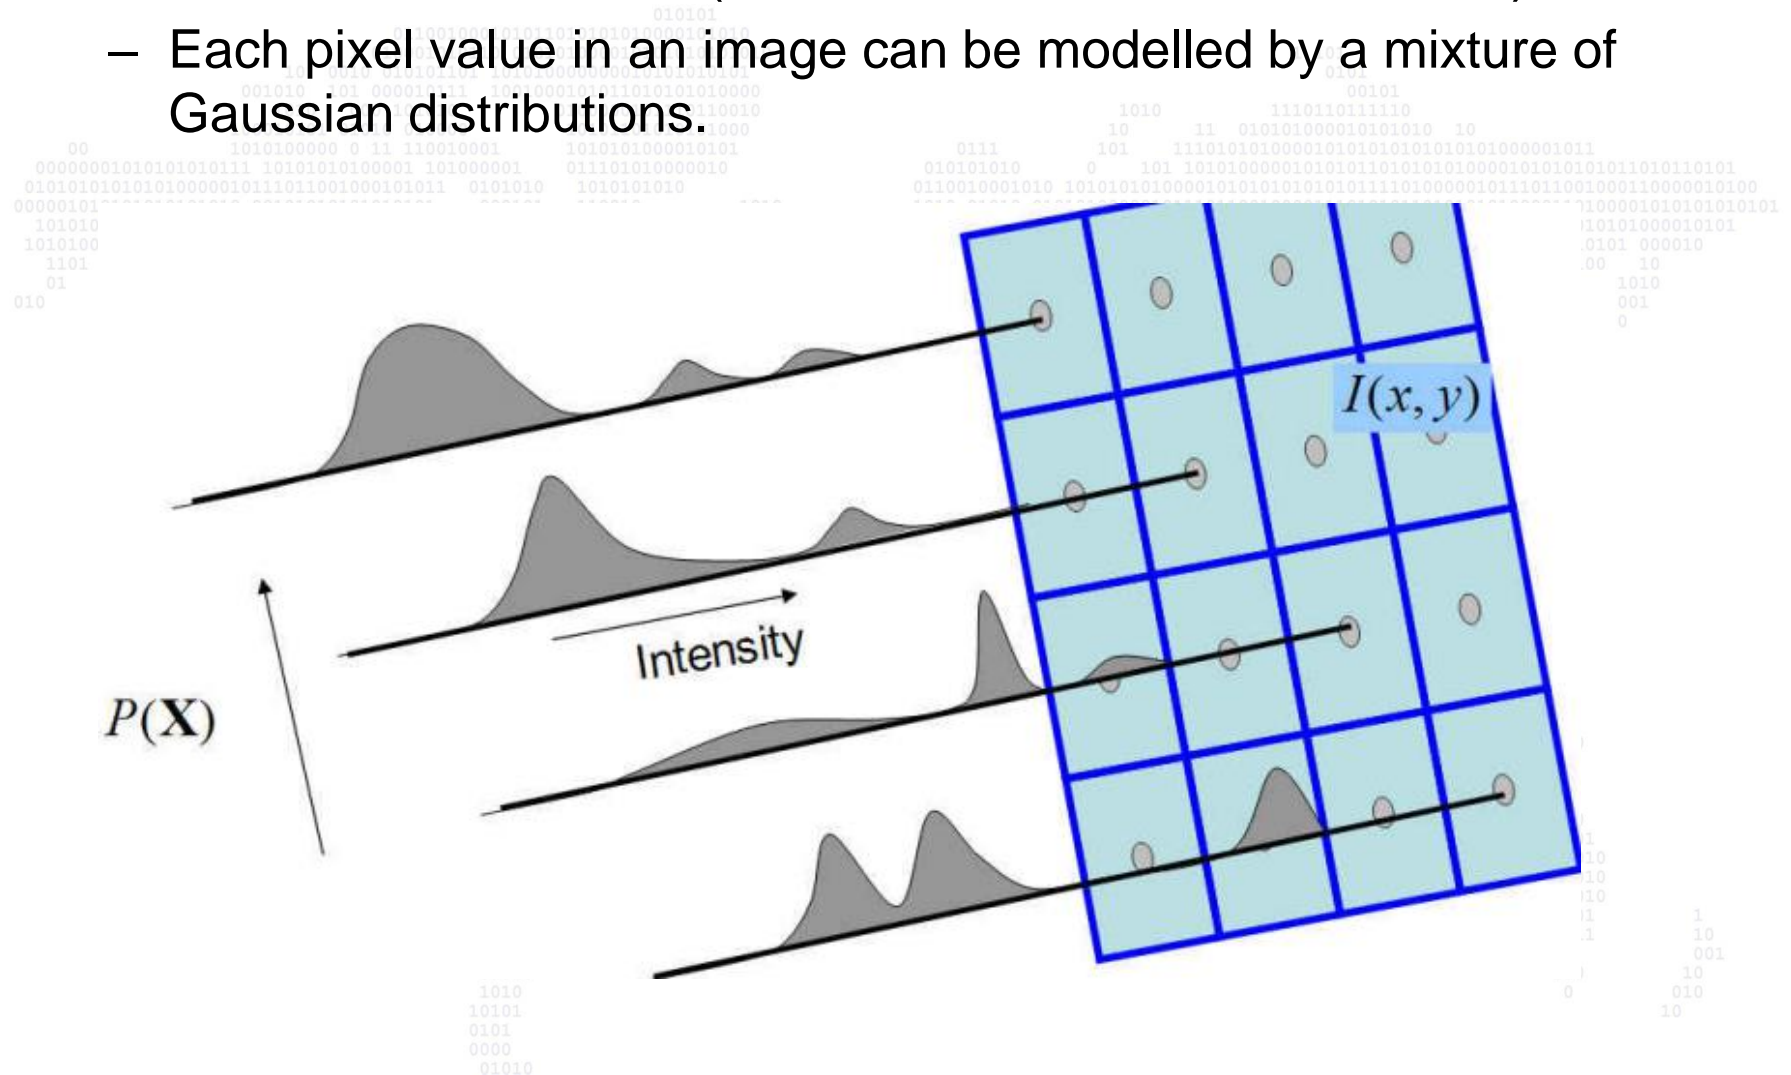 – Each pixel value in an image can be modelled by a mixture of
Gaussian distributions.
I(x, y)
Intensity
P(X)